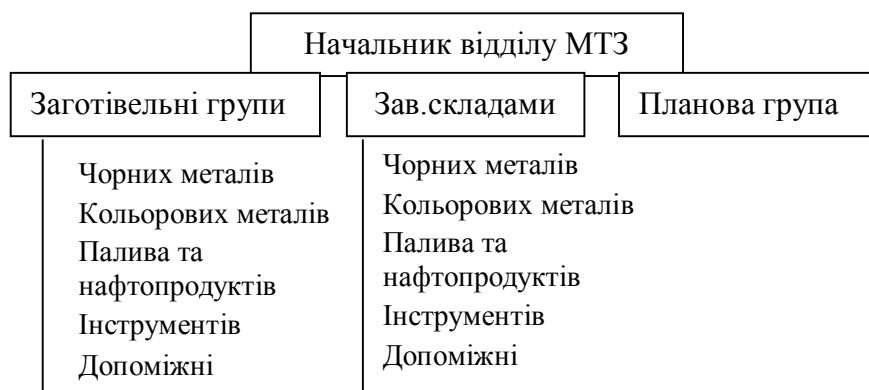 Начальник відділу МТЗ
Заготівельні групи
Зав.складами
Планова група
Чорних металів
Кольорових металів
Палива та
нафтопродуктів
Інструментів
Допоміжні
Чорних металів
Кольорових металів
Палива та
нафтопродуктів
Інструментів
Допоміжні